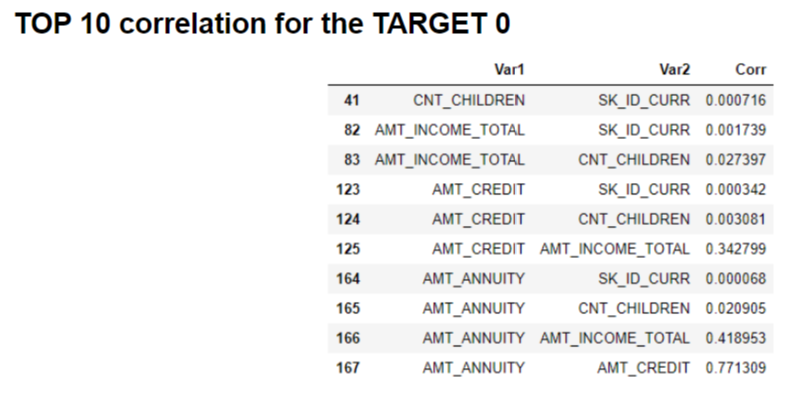 TOP 10 correlation for the TARGET 0
Var1 Var2 Corr
41 CNT_CHILDREN SK_ID_CURR 0.000716
82 AMT_INCOME_TOTAL SK_ID_CURR 0.001739
83 AMT_INCOME_TOTAL CNT_CHILDREN 0.027397
123 AMT_CREDIT SK_ID_CURR 0.000342
124 AMT_CREDIT CNT_CHILDREN 0.003081
125 AMT_CREDIT AMT_INCOME_TOTAL 0.342799
164 AMT_ANNUITY SK_ID_CURR 0.000068
165 AMT_ANNUITY CNT_CHILDREN 0.020905
166 AMT_ANNUITY AMT_INCOME_TOTAL 0.418953
167 AMT_ANNUITY AMT_CREDIT 0.771309